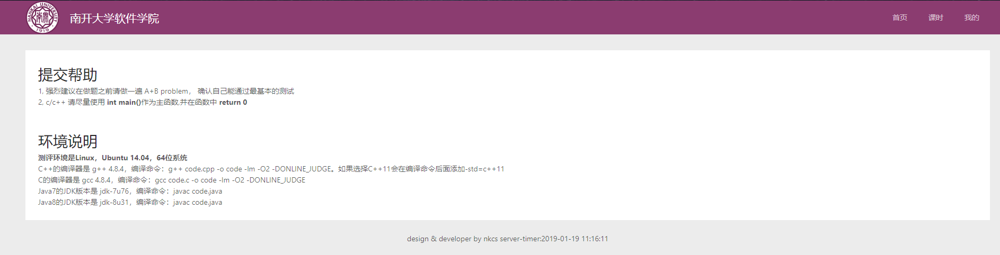 NANKAI UNIVERSITY
1919
南开大学软件学院
首页 课时 我的
提交帮助
1, 强烈建议在做题之前请做一遍 A+B problem， 确认自己能通过最基本的测试
2, c/c++ 请尽量使用 int main()作为主函数,并在函数中 return 0
环境说明
测评环境是Linux，Ubuntu 14.04，64位系统
C++的编译器是 g++ 4.8.4，编译命令：g++ code.cpp -o code -lm -O2 -DONLINE_JUDGE。如果选择C++11会在编译命令后面添加-std=c++11
C的编译器是 gcc 4.8.4，编译命令：gcc code.c -o code -lm -O2 -DONLINE_JUDGE
Java7的JDK版本是 jdk-7u76，编译命令：javac code.java
Java8的JDK版本是 jdk-8u31，编译命令：javac code.java
design & developer by nkcs server-timer:2019-01-19 11:16:11